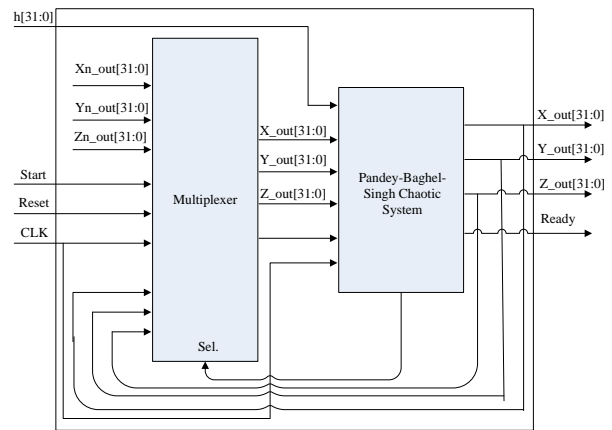 h[31:0]
Xn_out[31:0]
Yn_out[31:0]
Zn_out[31:0]
Start
Reset
CLK
Multiplexer
Sel.
X_out[31:0]
Y_out[31:0]
Z_out[31:0]
Pandey-Baghel-
Singh Chaotic
System
X_out[31:0]
Y_out[31:0]
Z_out[31:0]
Ready